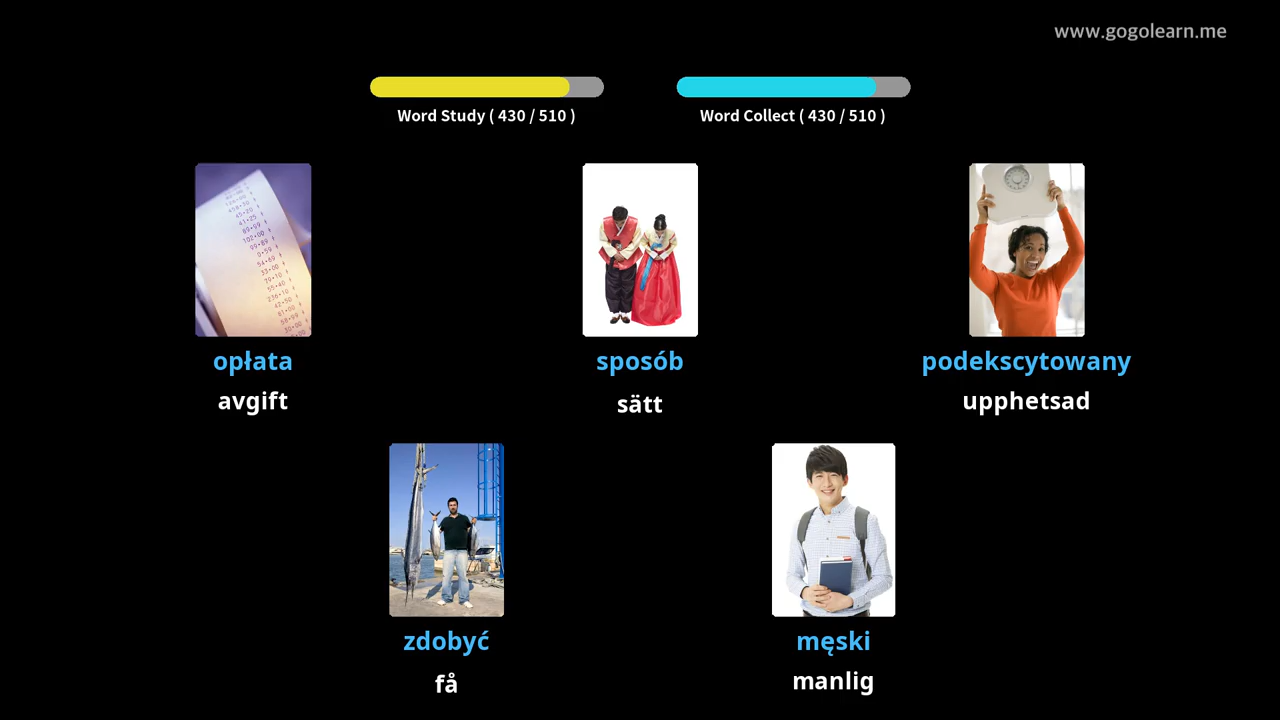 www.gogolearn.me
Word Study ( 430 / 510 )
Word Collect ( 430 / 510 )
opłata
sposób
podekscytowany
avgift
sätt
upphetsad
zdobyć
męski
få
manlig